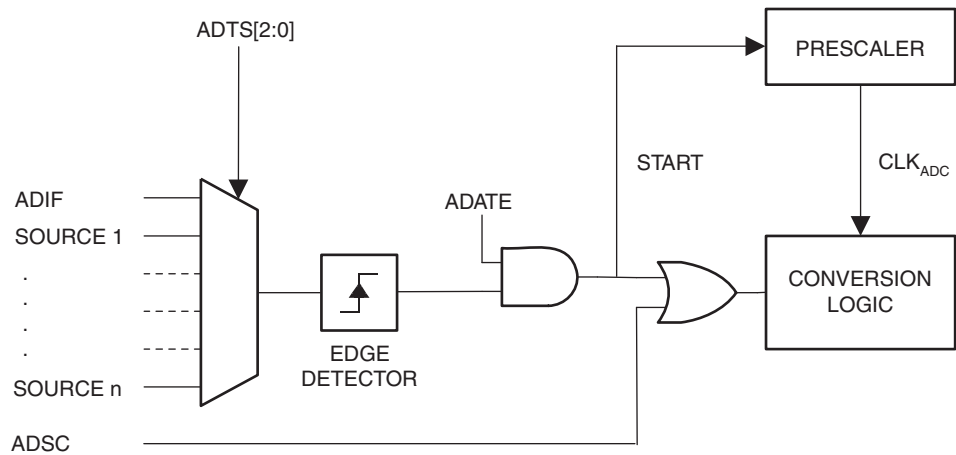 ADTS[2:0]
PRESCALER
START
CLKADC
ADIF
ADATE
SOURCE 1
.
.
.
.
CONVERSION
LOGIC
EDGE
DETECTOR
SOURCE n
ADSC